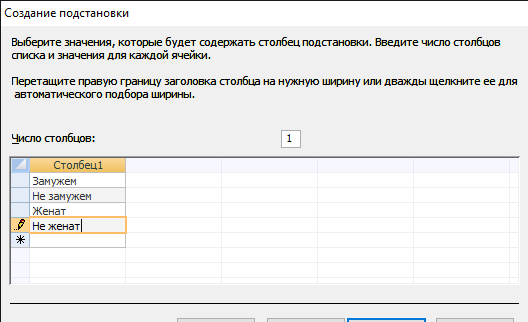 Создание подстановки
Выберите значения, которые будет содержать столбец подстановки. Введите число столбцов
списка и значения для каждой ячейки.
Перетащите правую границу заголовка столбца на нужную ширину или дважды щелкните ее для
автоматического подбора ширины.
Число столбцов: 1
Столбец1
Замужем
Не замужем
Женат
Не женат